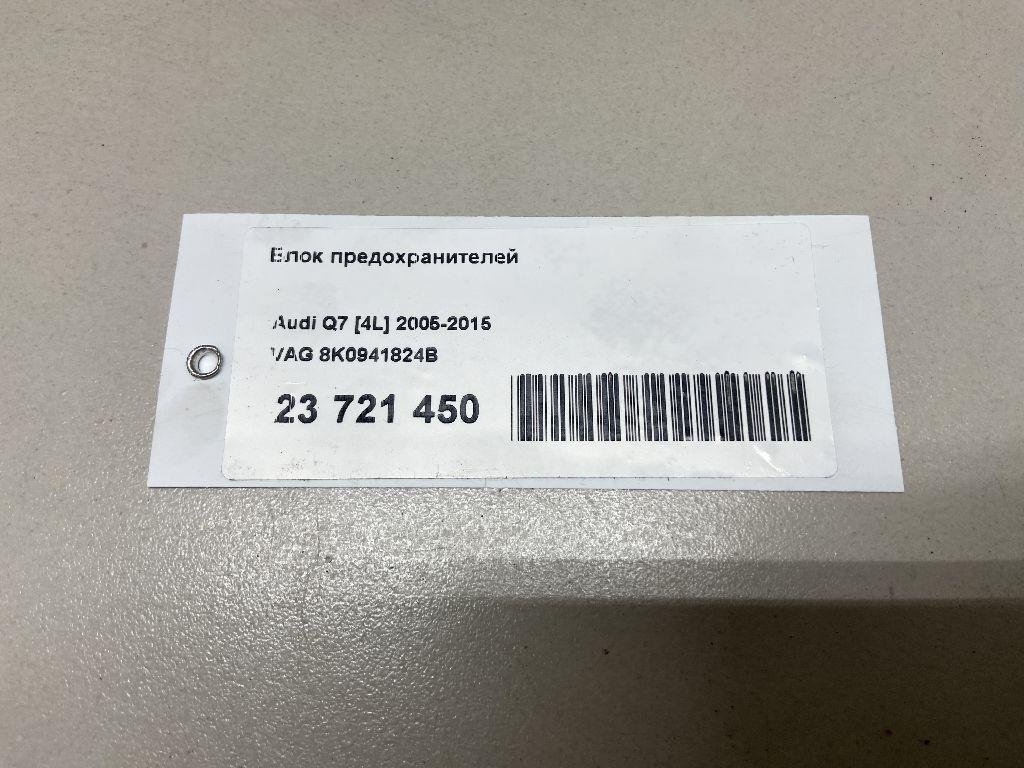 Блок предохранителей
Audi Q7 [4L] 2005-2015
VAG 8K0941824B
23 721 450